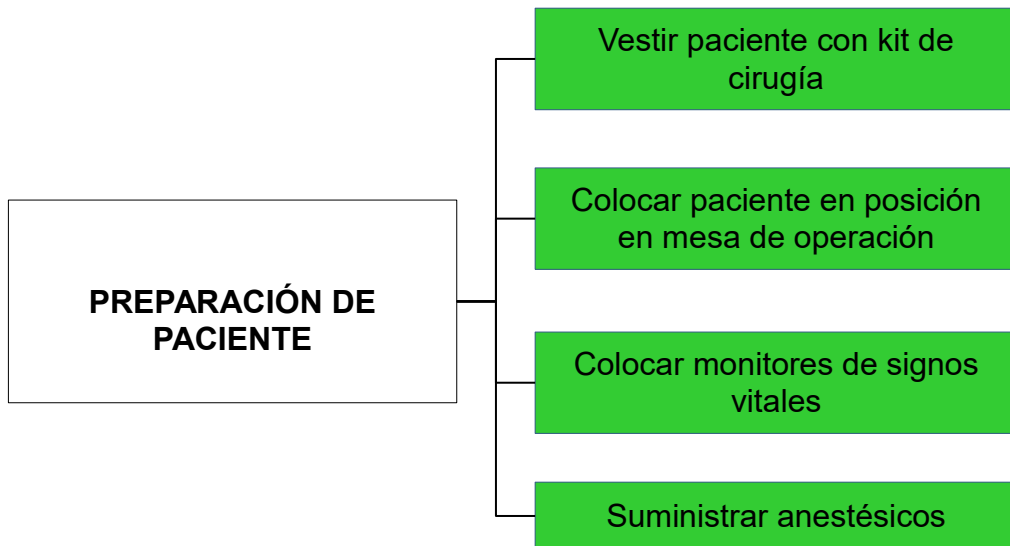 Vestir paciente con kit de
cirugía
Colocar paciente en posición
en mesa de operación
PREPARACIÓN DE
PACIENTE
Colocar monitores de signos
vitales
Suministrar anestésicos